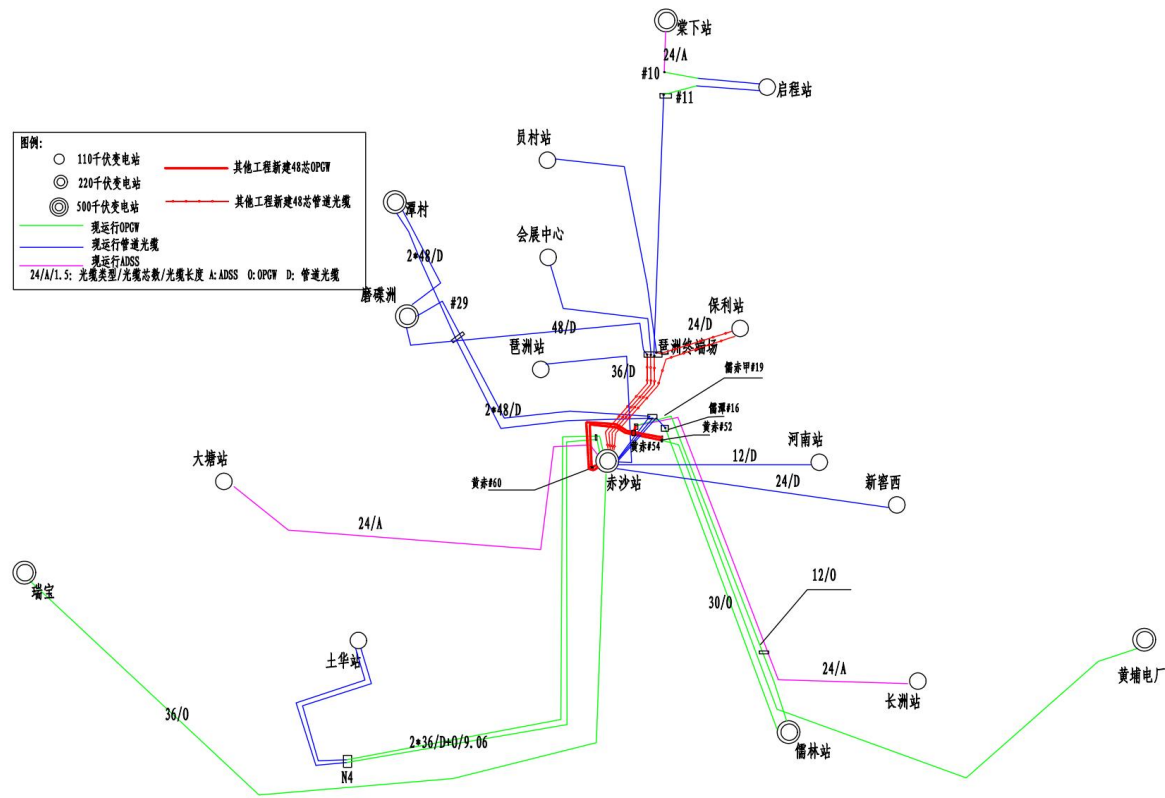 棠下站
24/A
#10
#11
启程站
图例:
110千伏变电站
220千伏变电站
500千伏变电站
其他工程新建48芯OPGW
其他工程新建48芯管道光缆
现运行OPGW
现运行管道光缆
现运行ADSS
24/A/1.5: 光缆类型/光缆芯数/光缆长度 A:ADSS O:OPGW D: 管道光缆
员村站
潭村
会展中心
2*48/D
磨碟洲
#29
48/D
保利站
24/D
琶洲站
琶洲终端场
36/D
儒赤甲#19
2*48/D
儒潭#16
黄赤#52
黄赤#54
河南站
12/D
大塘站
黄赤#60
赤沙站
24/D
新窖西
24/A
瑞宝
12/O
30/O
土华站
24/A
长洲站
黄埔电厂
36/O
2*36/D+O/9.06
儒林站
N4